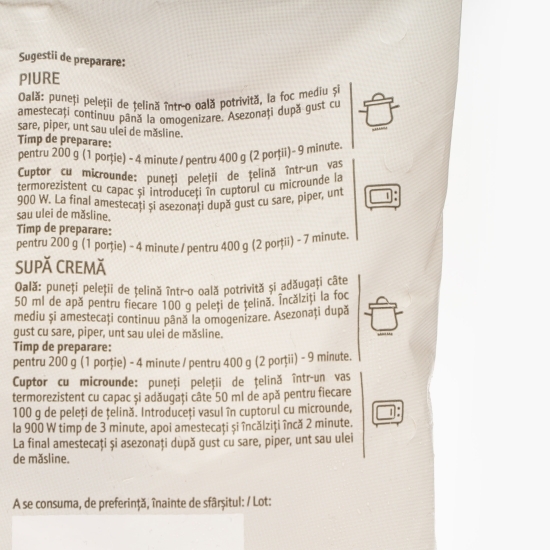 Sugestii de preparare:
PIURE
Oală: puneți peleții de țelină într-o oală potrivită, la foc mediu și
amestecați continuu până la omogenizare. Asezonați după gust cu
sare, piper, unt sau ulei de măsline.
Timp de preparare:
pentru 200 g (1 porție) - 4 minute / pentru 400 g (2 porții) - 9 minute.
Cuptor cu microunde: puneți peleții de țelină într-un vas
termorezistent cu capac și introduceți în cuptorul cu microunde la
900 W. La final amestecați și asezonați după gust cu sare, piper, unt
sau ulei de măsline.
Timp de preparare:
pentru 200 g (1 porție) - 4 minute / pentru 400 g (2 porții) - 7 minute.
SUPĂ CREMĂ
Oală: puneți peleții de țelină într-o oală potrivită și adăugați câte
50 ml de apă pentru fiecare 100 g peleți de țelină. Încălziți la foc
mediu și amestecați continuu până la omogenizare. Asezonați după
gust cu sare, piper, unt sau ulei de măsline.
Timp de preparare:
pentru 200 g (1 porție) - 4 minute / pentru 400 g (2 porții) - 9 minute.
Cuptor cu microunde: puneți peleții de țelină într-un vas
termorezistent cu capac și adăugați câte 50 ml de apă pentru fiecare
100 g de peleți de țelină. Introduceți vasul în cuptorul cu microunde,
la 900 W timp de 3 minute, apoi amestecați și încălziți încă 2 minute.
La final amestecați și asezonați după gust cu sare, piper, unt sau ulei
de măsline.
A se consuma, de preferință, înainte de sfârșitul: / Lot: